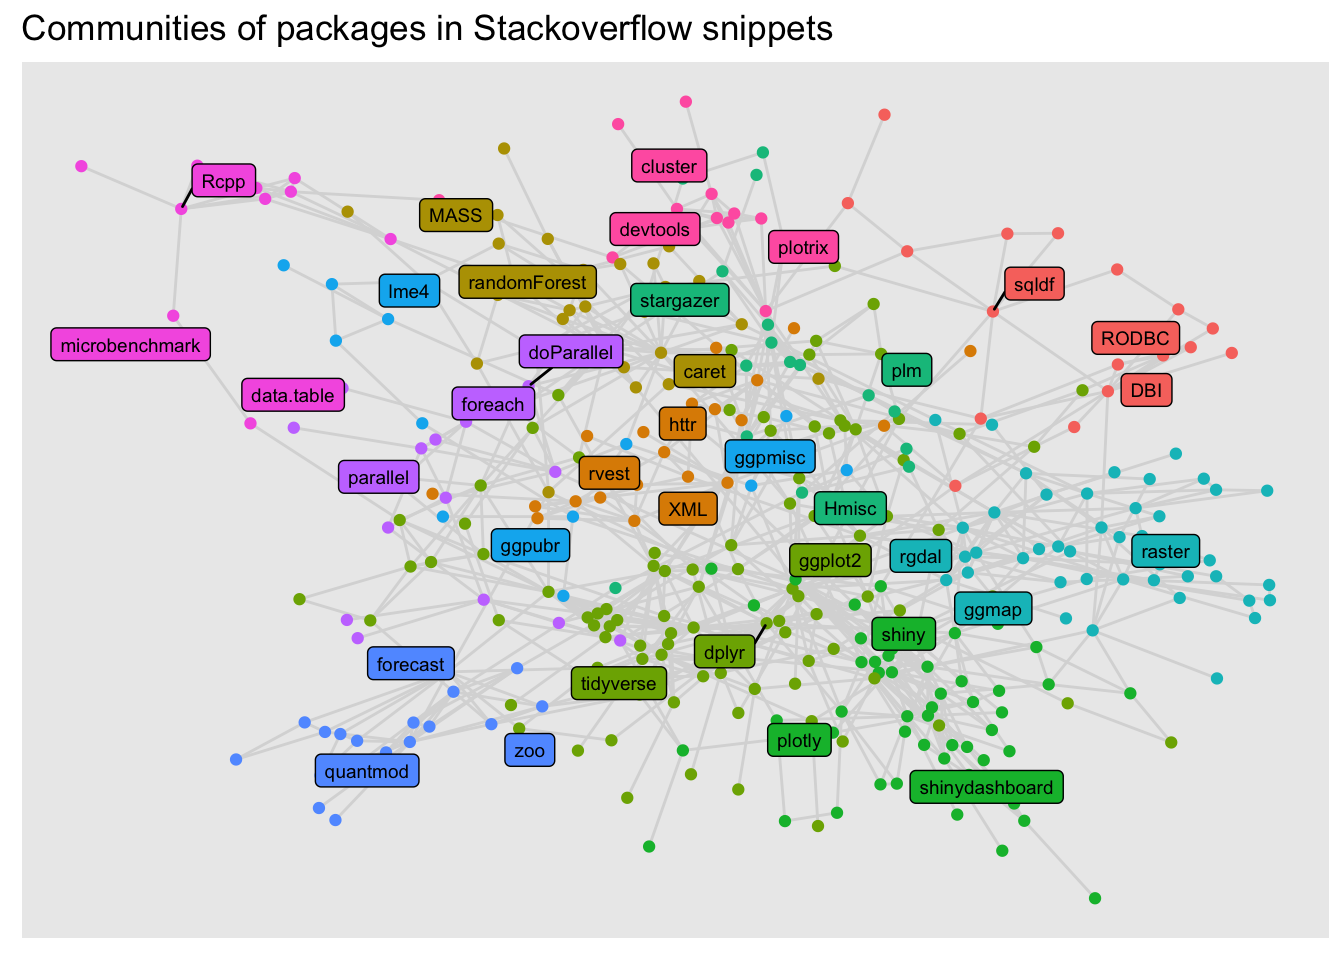 Communities of packages in Stackoverflow snippets
cluster
Rcpp
MASS
devtools
plotrix
randomForest
lme4
stargazer
sqldf
microbenchmark
doParallel
RODBC
caret
plm
data.table
foreach
DBI
httr
ggpmisc
rvest
parallel
XML
Hmisc
ggpubr
ggplot2
rgdal
raster
ggmap
shiny
dplyr
forecast
tidyverse
plotly
zoo
quantmod
shinydashboard